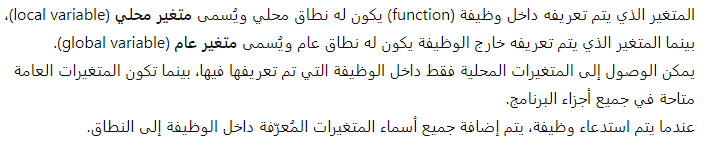 المتغير الذي يتم تعريفه داخل وظيفة (function) يكون له نطاق محلي ويُسمى متغير محلي (local variable)،
بينما المتغير الذي يتم تعريفه خارج الوظيفة يكون له نطاق عام ويُسمى متغير عام (global variable).
يمكن الوصول إلى المتغيرات المحلية فقط داخل الوظيفة التي تم تعريفها فيها، بينما تكون المتغيرات العامة
متاحة في جميع أجزاء البرنامج.
عندما يتم استدعاء وظيفة، يتم إضافة جميع أسماء المتغيرات المُعرّفة داخل الوظيفة إلى النطاق.